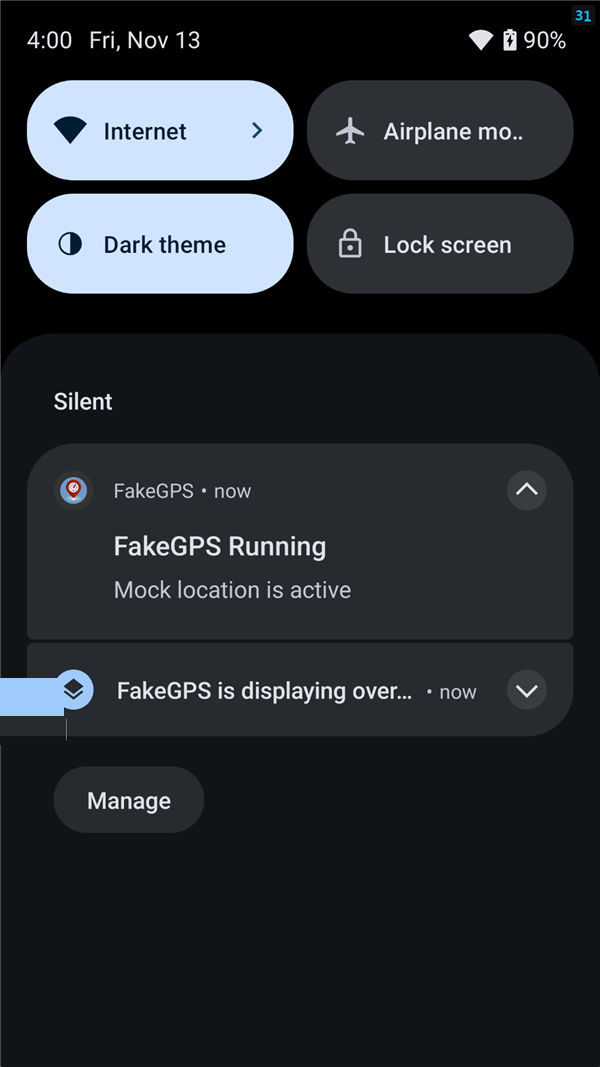 31
4:00 Fri, Nov 13 90%
Internet Airplane mo..
Dark theme Lock screen
Silent
FakeGPS • now
FakeGPS Running
Mock location is active
FakeGPS is displaying over... • now
Manage